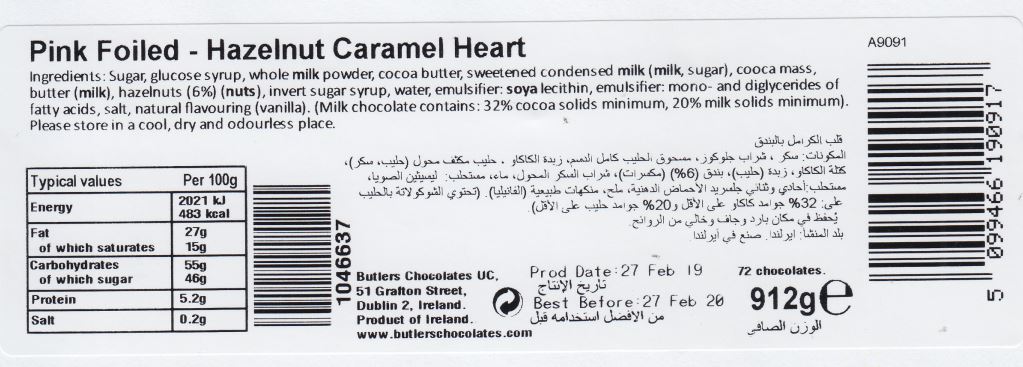 Pink Foiled - Hazelnut Caramel Heart
A9091
Ingredients: Sugar, glucose syrup, whole milk powder, cocoa butter, sweetened condensed milk (milk, sugar), cooca mass,
butter (milk), hazelnuts (6%) (nuts), invert sugar syrup, water, emulsifier: soya lecithin, emulsifier: mono- and diglycerides of
fatty acids, salt, natural flavouring (vanilla). (Milk chocolate contains: 32% cocoa solids minimum, 20% milk solids minimum).
Please store in a cool, dry and odourless place.
قلب الكرامل بالبندق
المكونات: سكر ، شراب جلوكوز، مسحوق الحليب كامل الدسم، زبدة الكاكاو ، حليب مكثف محول (حليب، سكر)،
كتلة الكاكاو، زبدة (حليب)، بندق (6%) (مكسرات)، شراب السكر المحول، ماء، مستحلب: ليسيثين الصويا،
مستحلب:أحادي وثنائي جلسريد الأحماض الدهنية، ملح، منكهات طبيعية (الفانيليا). (تحتوي الشوكولاتة بالحليب
على: 32% جوامد كاكاو على الأقل و20% جوامد حليب على الأقل).
يُحفظ في مكان بارد وجاف وخالي من الروائح.
بلد المنشأ: ايرلندا. صنع في أيرلندا.
Typical values Per 100g
Energy 2021 kJ
483 kcal
Fat 27g
of which saturates 15g
Carbohydrates 55g
of which sugar 46g
Protein 5.2g
Salt 0.2g
1046637
Butlers Chocolates UC,
51 Grafton Street,
Dublin 2, Ireland.
Product of Ireland.
www.butlerschocolates.com
Prod Date:27 Feb 19
تاريخ الإنتاج
Best Before:27 Feb 20
من الافضل استخدامه قبل
72 chocolates.
912g℮
الوزن الصافي
5 099466 190917